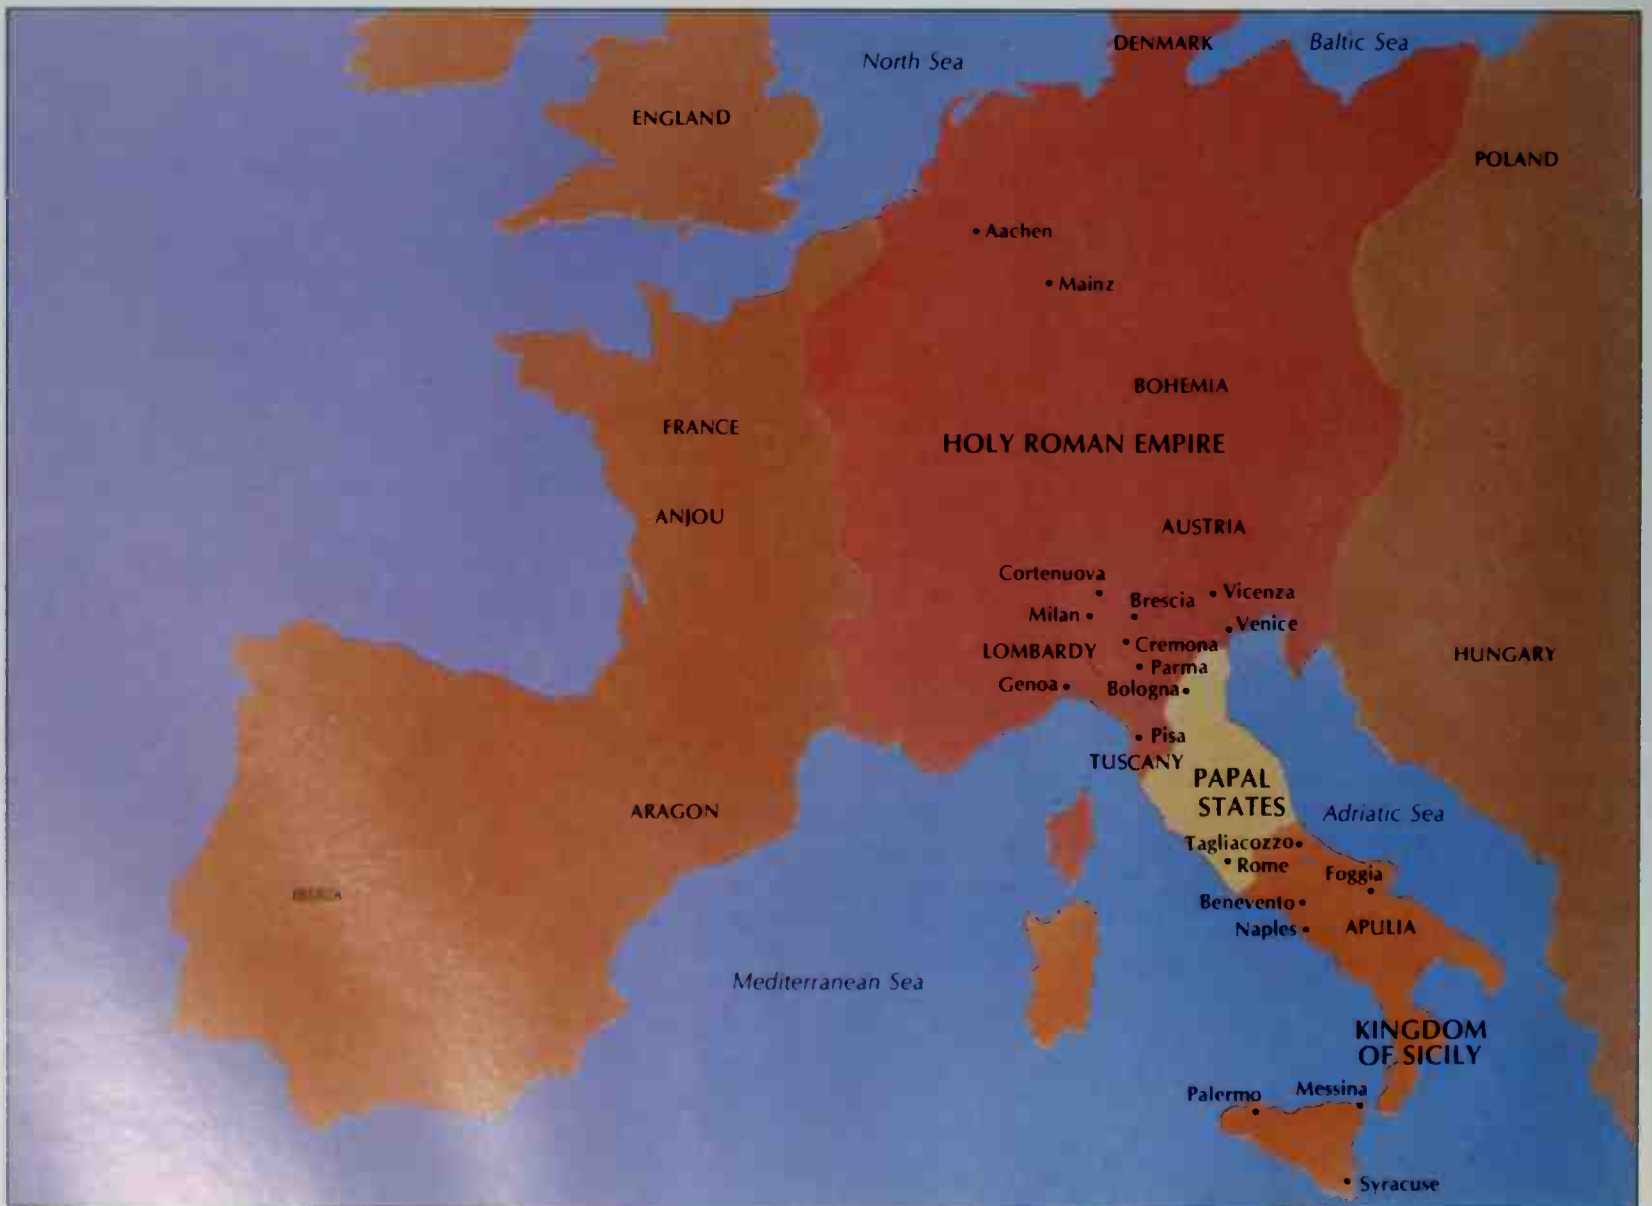 North Sea
DENMARK
Baltic Sea
ENGLAND
POLAND
Aachen
Mainz
BOHEMIA
FRANCE
HOLY ROMAN EMPIRE
ANJOU
AUSTRIA
Cortenuova
Brescia
Vicenza
Milan
Venice
LOMBARDY
Cremona
HUNGARY
Parma
Genoa
Bologna
Pisa
TUSCANY
PAPAL
STATES
ARAGON
Adriatic Sea
Tagliacozzo
Rome
Foggia
Benevento
Naples
APULIA
Mediterranean Sea
KINGDOM
OF SICILY
Palermo
Messina
Syracuse